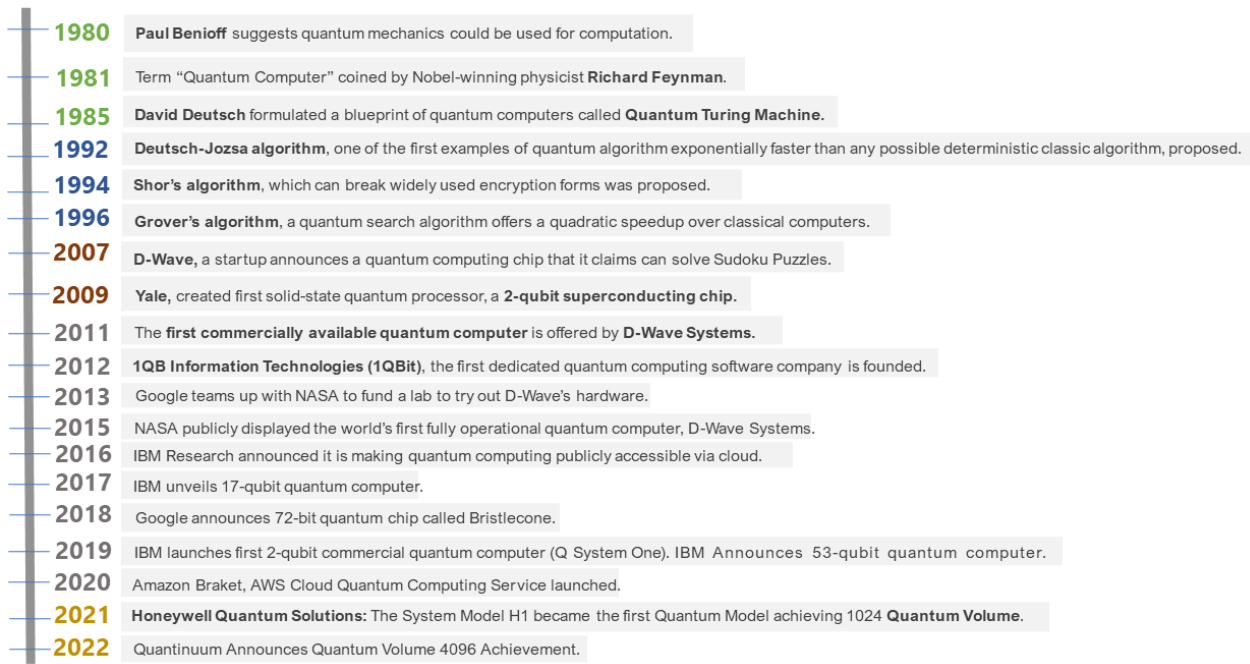 1980 Paul Benioff suggests quantum mechanics could be used for computation.
1981 Term “Quantum Computer” coined by Nobel-winning physicist Richard Feynman.
1985 David Deutsch formulated a blueprint of quantum computers called Quantum Turing Machine.
1992 Deutsch-Jozsa algorithm, one of the first examples of quantum algorithm exponentially faster than any possible deterministic classic algorithm, proposed.
1994 Shor’s algorithm, which can break widely used encryption forms was proposed.
1996 Grover’s algorithm, a quantum search algorithm offers a quadratic speedup over classical computers.
2007 D-Wave, a startup announces a quantum computing chip that it claims can solve Sudoku Puzzles.
2009 Yale, created first solid-state quantum processor, a 2-qubit superconducting chip.
2011 The first commercially available quantum computer is offered by D-Wave Systems.
2012 1QB Information Technologies (1QBit), the first dedicated quantum computing software company is founded.
2013 Google teams up with NASA to fund a lab to try out D-Wave’s hardware.
2015 NASA publicly displayed the world’s first fully operational quantum computer, D-Wave Systems.
2016 IBM Research announced it is making quantum computing publicly accessible via cloud.
2017 IBM unveils 17-qubit quantum computer.
2018 Google announces 72-bit quantum chip called Bristlecone.
2019 IBM launches first 2-qubit commercial quantum computer (Q System One). IBM Announces 53-qubit quantum computer.
2020 Amazon Braket, AWS Cloud Quantum Computing Service launched.
2021 Honeywell Quantum Solutions: The System Model H1 became the first Quantum Model achieving 1024 Quantum Volume.
2022 Quantinuum Announces Quantum Volume 4096 Achievement.